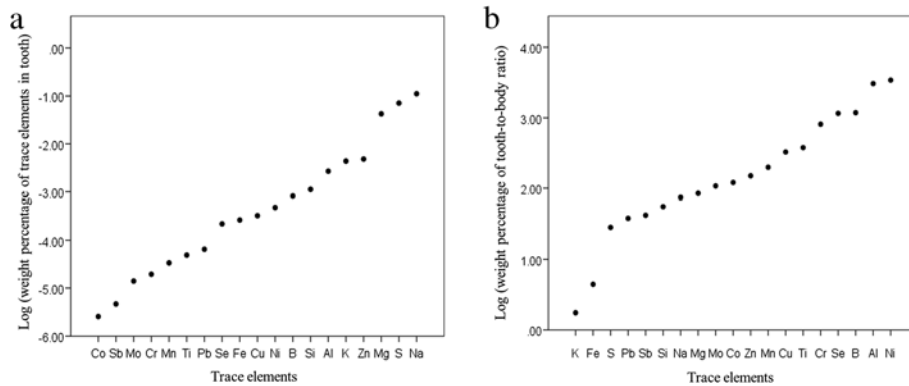 a
Log (weight percentage of trace elements in tooth)
.00
-1.00
-2.00
-3.00
-4.00
-5.00
-6.00
Co Sb Mo Cr Mn Ti Pb Se Fe Cu Ni B Si Al K Zn Mg S Na
Trace elements
b
Log (weight percentage of tooth-to-body ratio)
4.00
3.00
2.00
1.00
.00
K Fe S Pb Sb Si Na Mg Mo Co Zn Mn Cu Ti Cr Se B Al Ni
Trace elements